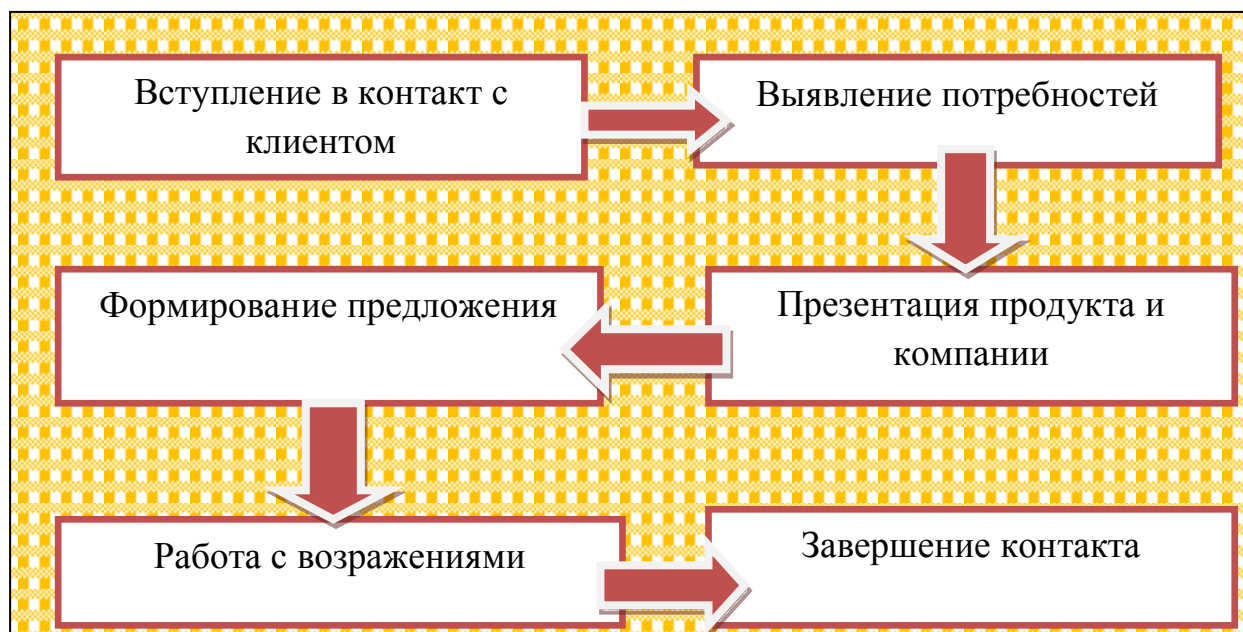 Вступление в контакт с
клиентом
Выявление потребностей
Презентация продукта и
компании
Формирование предложения
Работа с возражениями
Завершение контакта